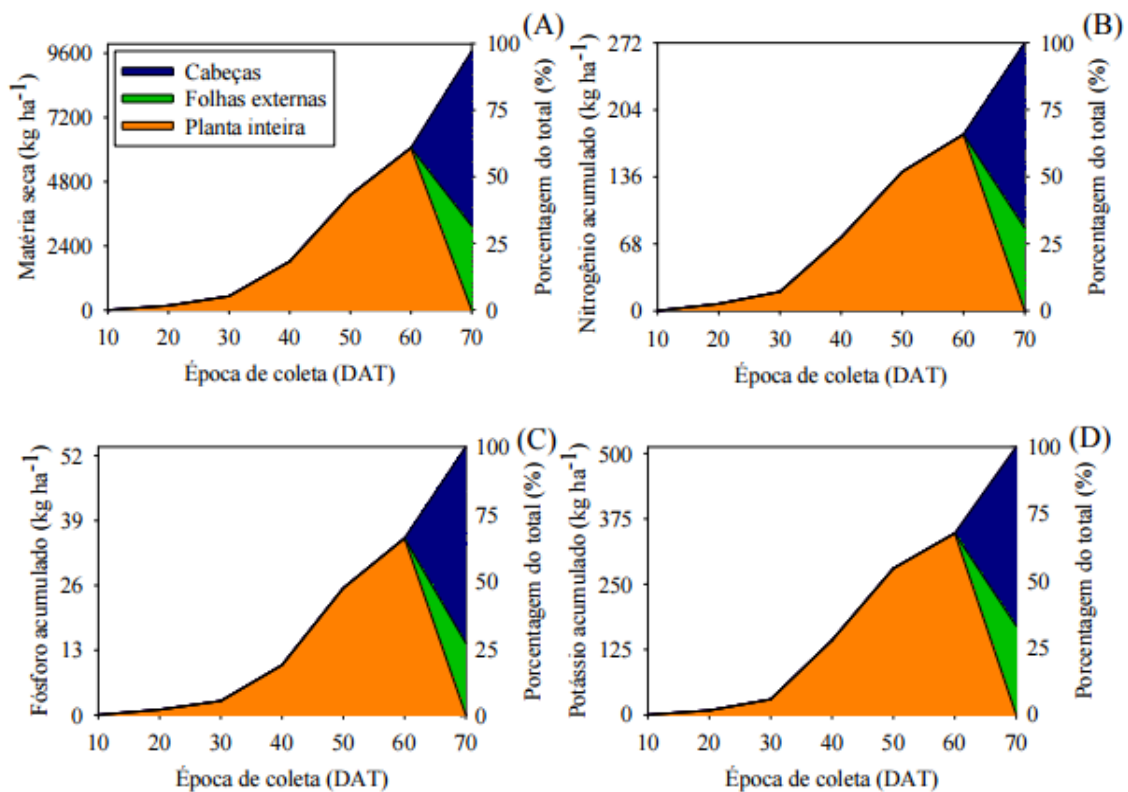 (A)
Matéria seca (kg ha⁻¹)
9600
7200
4800
2400
0
Cabeças
Folhas externas
Planta inteira
100
75
50
25
0
Porcentagem do total (%)
10 20 30 40 50 60 70
Época de coleta (DAT)
(B)
Nitrogênio acumulado (kg ha⁻¹)
272
204
136
68
0
100
75
50
25
0
Porcentagem do total (%)
10 20 30 40 50 60 70
Época de coleta (DAT)
(C)
Fósforo acumulado (kg ha⁻¹)
52
39
26
13
0
100
75
50
25
0
Porcentagem do total (%)
10 20 30 40 50 60 70
Época de coleta (DAT)
(D)
Potássio acumulado (kg ha⁻¹)
500
375
250
125
0
100
75
50
25
0
Porcentagem do total (%)
10 20 30 40 50 60 70
Época de coleta (DAT)